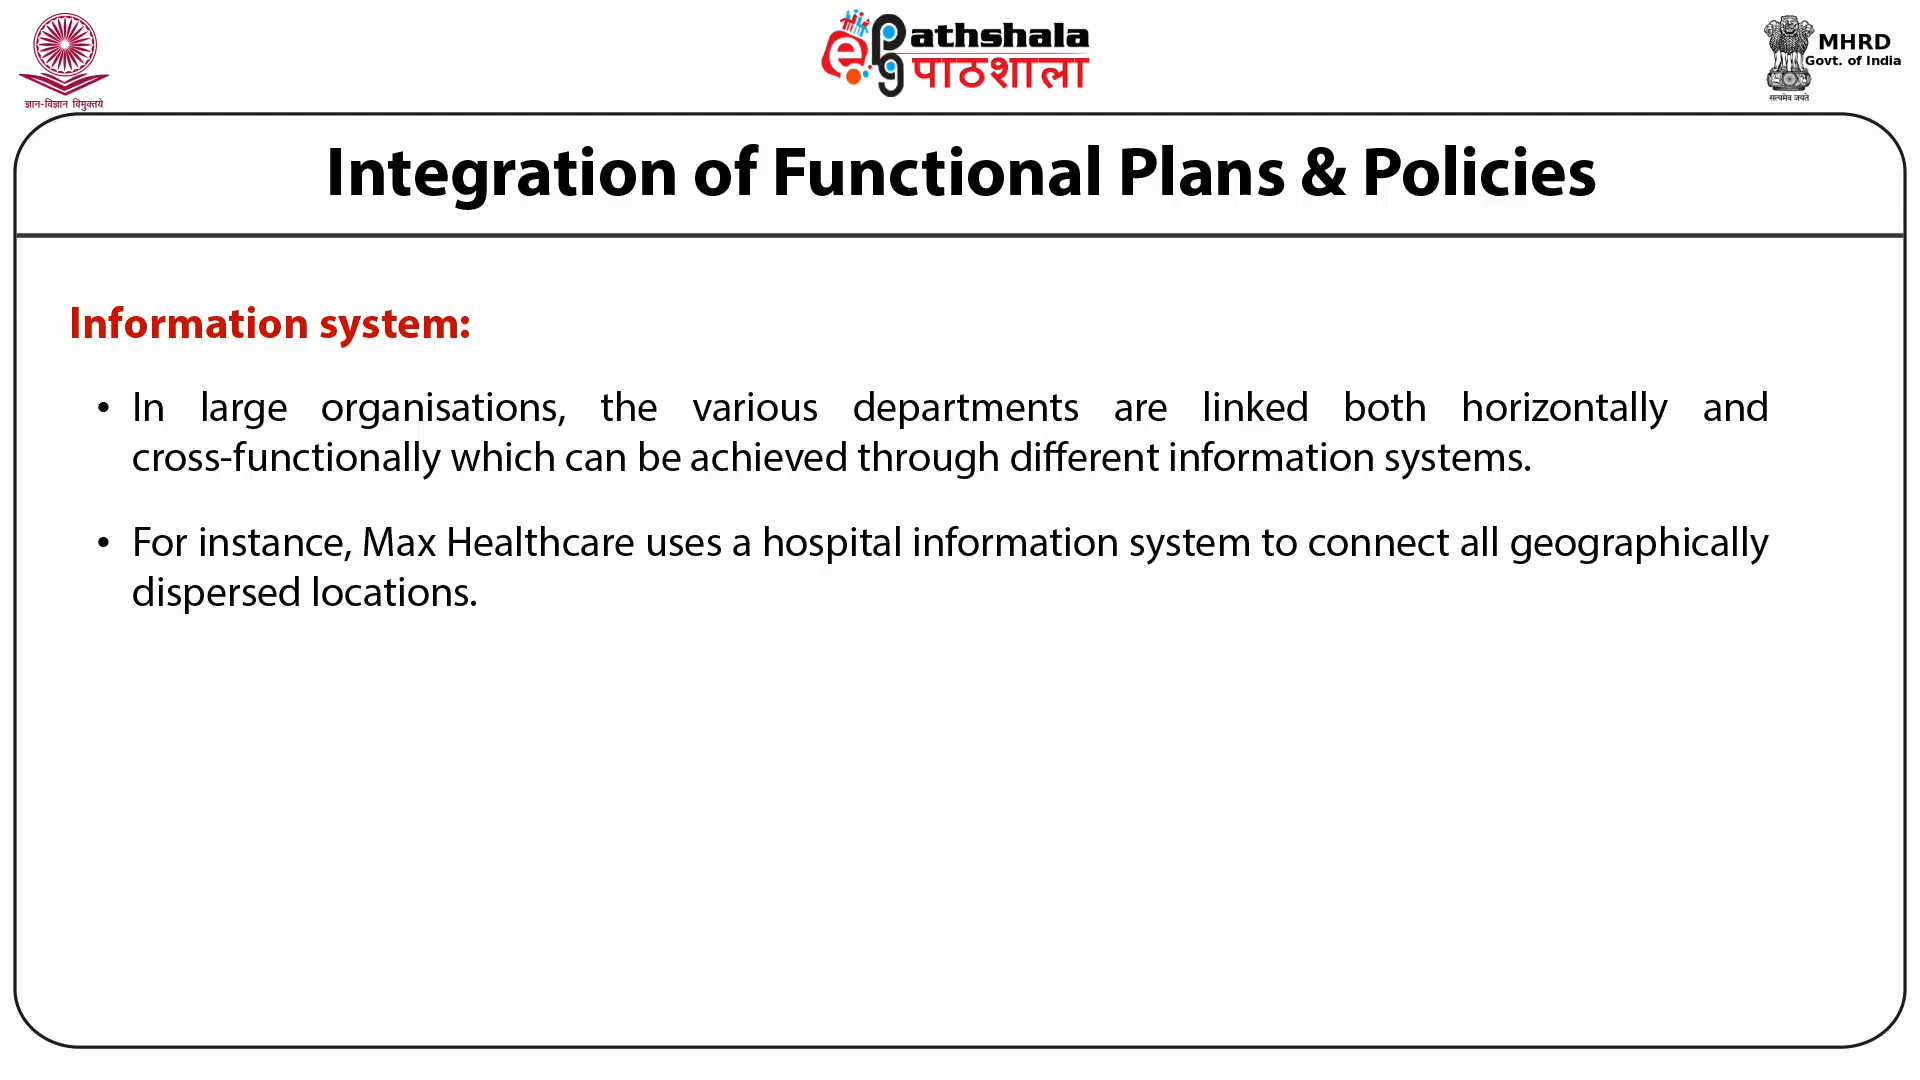 ज्ञान-विज्ञान विमुक्तये
ePG Pathshala
पाठशाला
MHRD
Govt. of India
सत्यमेव जयते
Integration of Functional Plans & Policies
Information system:
• In large organisations, the various departments are linked both horizontally and
cross-functionally which can be achieved through different information systems.
• For instance, Max Healthcare uses a hospital information system to connect all geographically
dispersed locations.